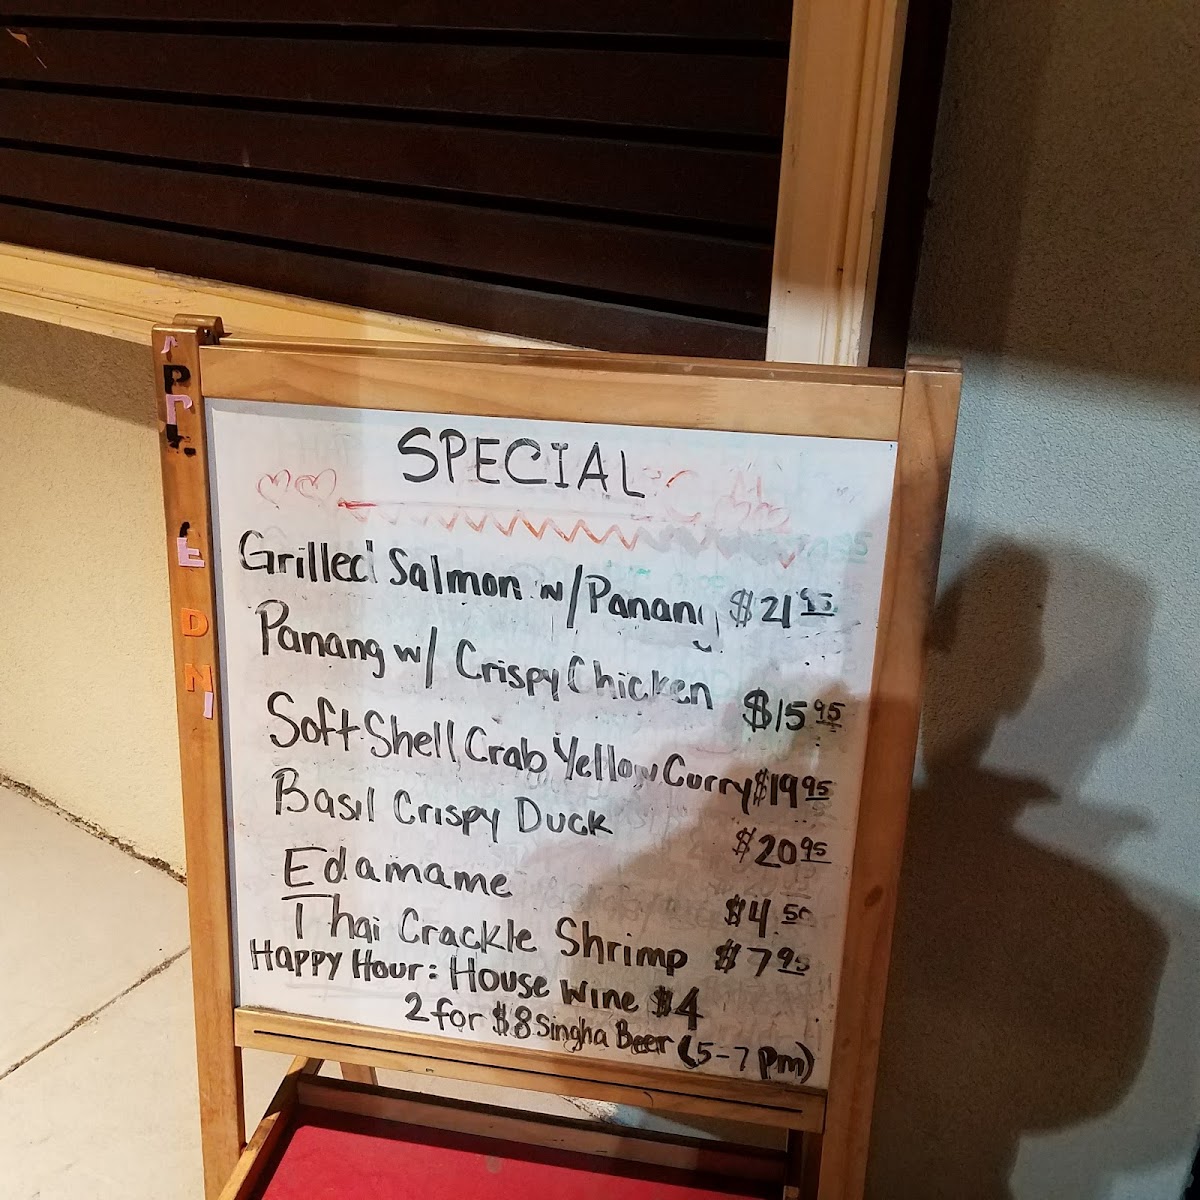 SPECIAL
Grilled Salmon w/Panang $21.95
Panang w/ Crispy Chicken $15.95
Soft Shell Crab Yellow Curry $19.95
Basil Crispy Duck $20.95
Edamame $4.50
Thai Crackle Shrimp $7.95
Happy Hour: House Wine $4
2 for $8 Singha Beer (5-7 pm)